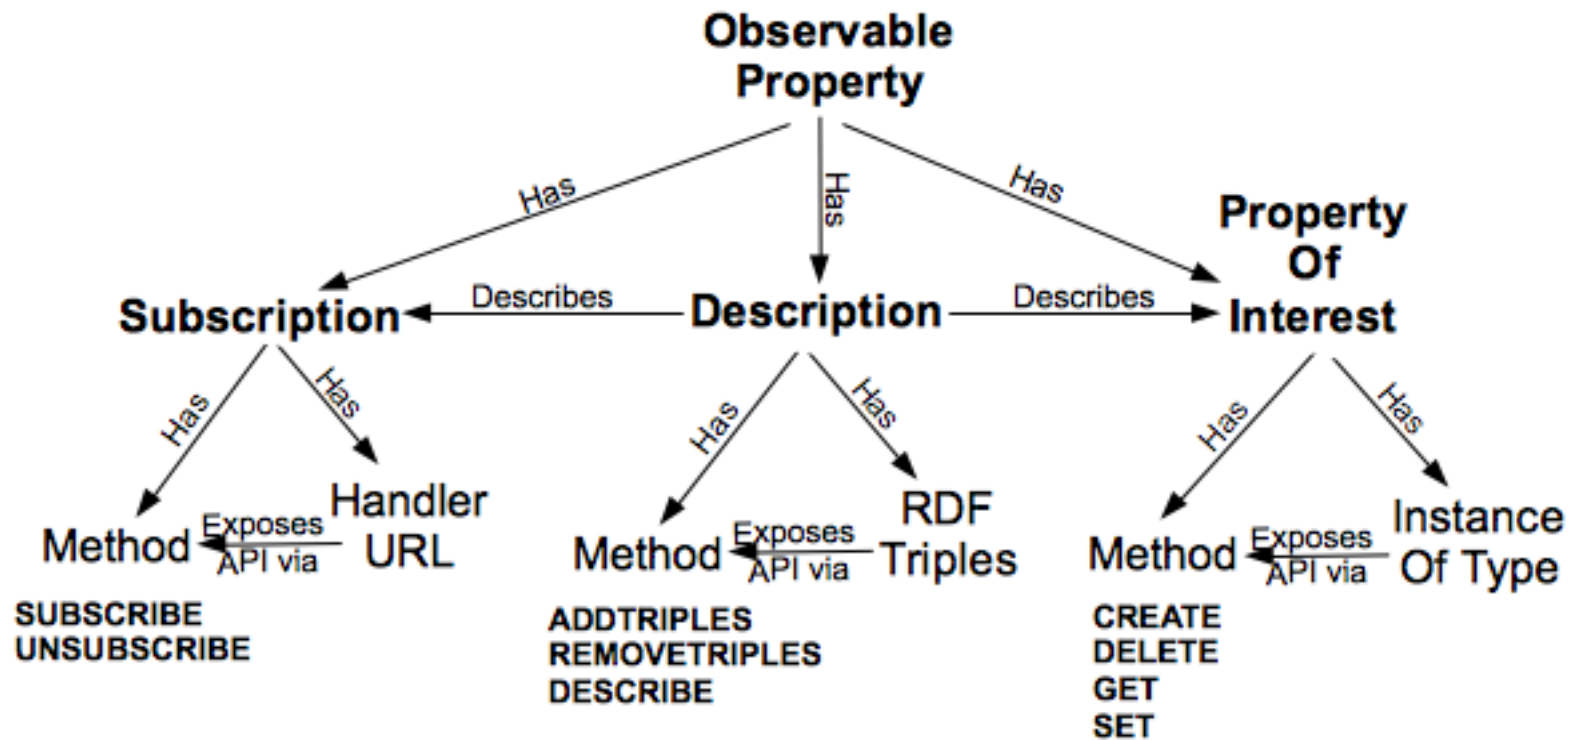 Observable
Property
Has
Has
Has
Property
Of
Interest
Subscription
Describes
Description
Describes
Has
Has
Has
Has
Has
Has
Method
Exposes
API via
Handler
URL
Method
Exposes
API via
RDF
Triples
Method
Exposes
API via
Instance
Of Type
SUBSCRIBE
UNSUBSCRIBE
ADDTRIPLES
REMOVETRIPLES
DESCRIBE
CREATE
DELETE
GET
SET